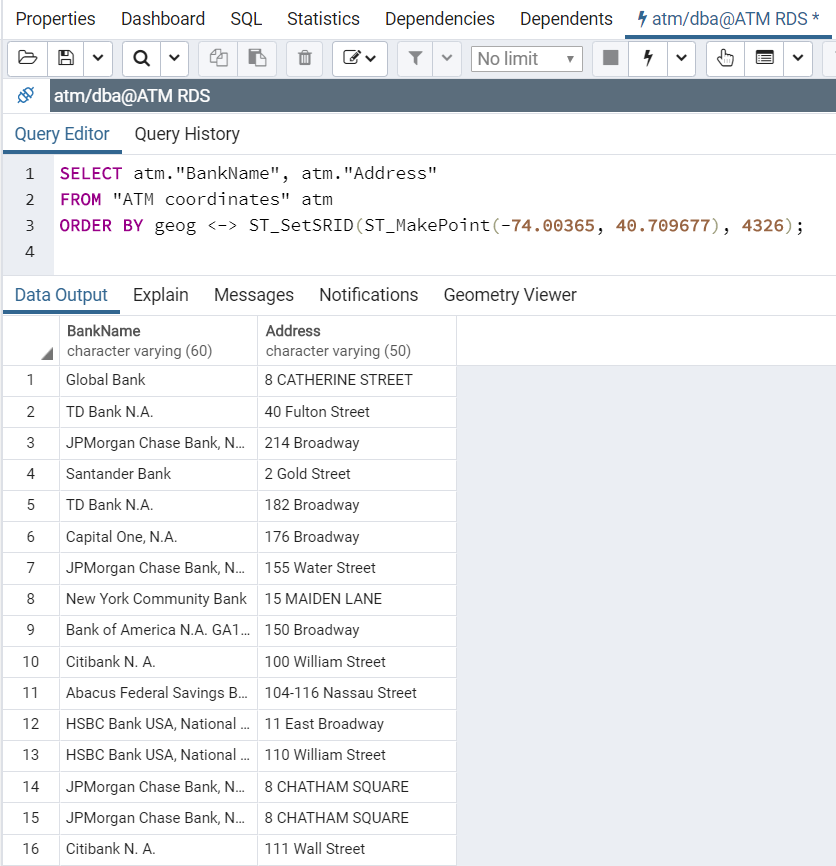 Properties Dashboard SQL Statistics Dependencies Dependents atm/dba@ATM RDS *
No limit
atm/dba@ATM RDS
Query Editor Query History
1 SELECT atm."BankName", atm."Address"
2 FROM "ATM coordinates" atm
3 ORDER BY geog <-> ST_SetSRID(ST_MakePoint(-74.00365, 40.709677), 4326);
4
Data Output Explain Messages Notifications Geometry Viewer
BankName Address
character varying (60) character varying (50)
1 Global Bank 8 CATHERINE STREET
2 TD Bank N.A. 40 Fulton Street
3 JPMorgan Chase Bank, N... 214 Broadway
4 Santander Bank 2 Gold Street
5 TD Bank N.A. 182 Broadway
6 Capital One, N.A. 176 Broadway
7 JPMorgan Chase Bank, N... 155 Water Street
8 New York Community Bank 15 MAIDEN LANE
9 Bank of America N.A. GA1... 150 Broadway
10 Citibank N. A. 100 William Street
11 Abacus Federal Savings B... 104-116 Nassau Street
12 HSBC Bank USA, National ... 11 East Broadway
13 HSBC Bank USA, National ... 110 William Street
14 JPMorgan Chase Bank, N... 8 CHATHAM SQUARE
15 JPMorgan Chase Bank, N... 8 CHATHAM SQUARE
16 Citibank N. A. 111 Wall Street